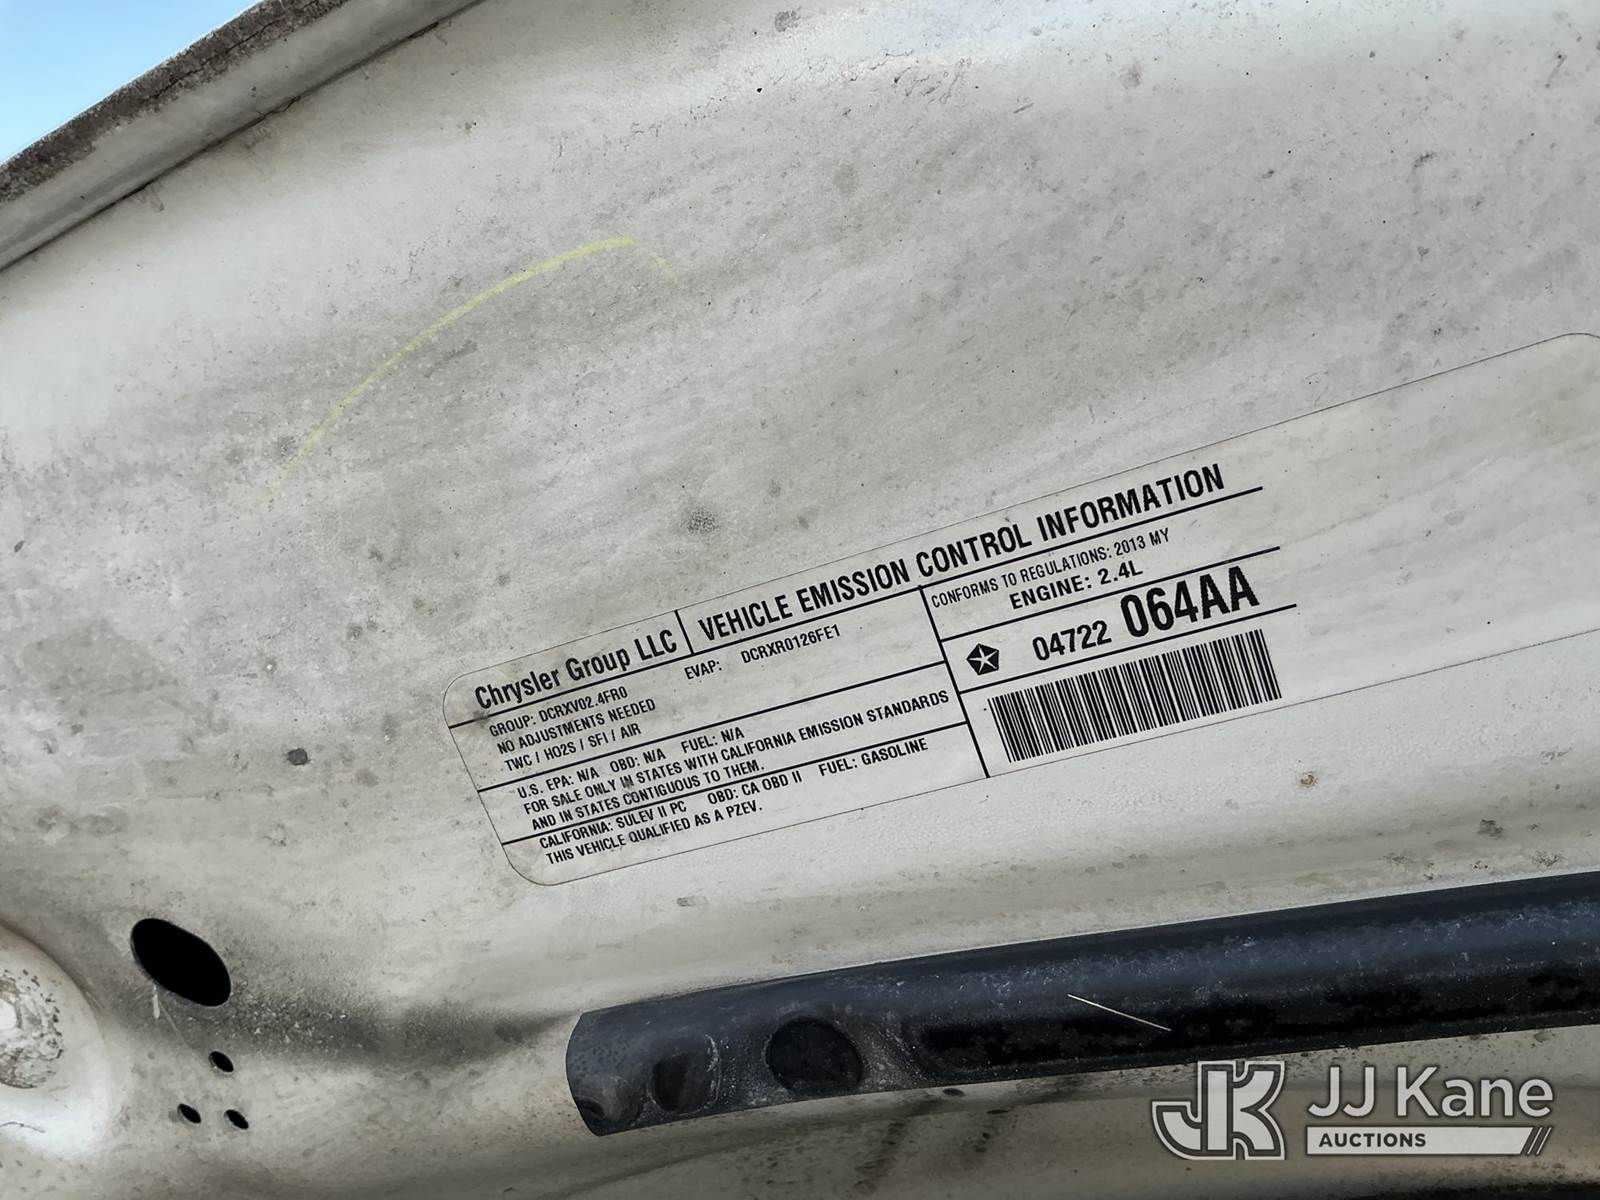 Chrysler Group LLC VEHICLE EMISSION CONTROL INFORMATION
GROUP: DCRXV02.4FR0 EVAP: DCRXR0126FE1
NO ADJUSTMENTS NEEDED
TWC / HO2S / SFI / AIR
U.S. EPA: N/A OBD: N/A FUEL: N/A
FOR SALE ONLY IN STATES WITH CALIFORNIA EMISSION STANDARDS
AND IN STATES CONTIGUOUS TO THEM.
CALIFORNIA: SULEV II PC OBD: CA OBD II FUEL: GASOLINE
THIS VEHICLE QUALIFIED AS A PZEV.
CONFORMS TO REGULATIONS: 2013 MY
ENGINE: 2.4L
04722 064AA
JK JJ Kane
AUCTIONS